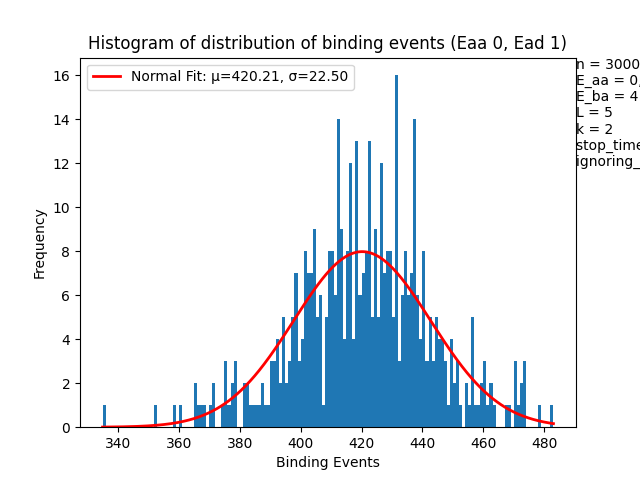 Histogram of distribution of binding events (Eaa 0, Ead 1)
Normal Fit: μ=420.21, σ=22.50
n = 3000
E_aa = 0,
E_ba = 4
L = 5
k = 2
stop_time
ignoring_
Frequency
16
14
12
10
8
6
4
2
0
340 360 380 400 420 440 460 480
Binding Events